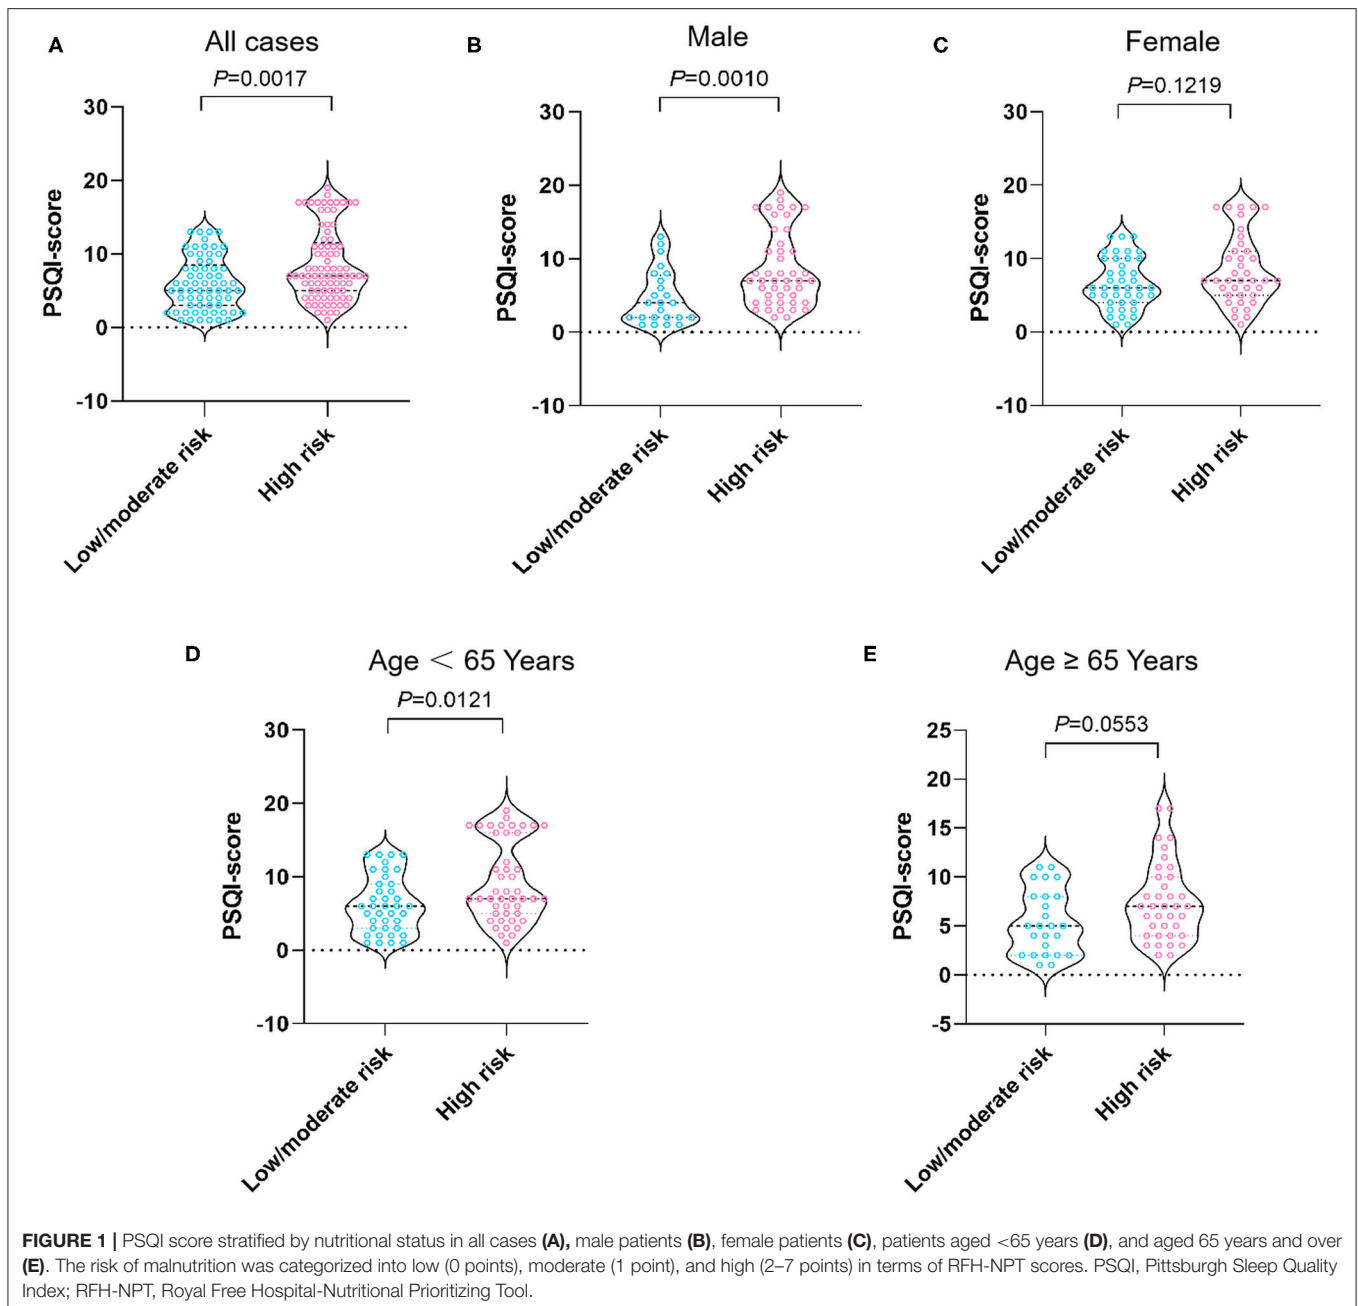 A
All cases
P=0.0017
30
20
10
0
-10
PSQI-score
Low/moderate risk
High risk
B
Male
P=0.0010
30
20
10
0
-10
PSQI-score
Low/moderate risk
High risk
C
Female
P=0.1219
30
20
10
0
-10
PSQI-score
Low/moderate risk
High risk
D
Age < 65 Years
P=0.0121
30
20
10
0
-10
PSQI-score
Low/moderate risk
High risk
E
Age ≥ 65 Years
P=0.0553
25
20
15
10
5
0
-5
PSQI-score
Low/moderate risk
High risk
FIGURE 1 | PSQI score stratified by nutritional status in all cases (A), male patients (B), female patients (C), patients aged <65 years (D), and aged 65 years and over
(E). The risk of malnutrition was categorized into low (0 points), moderate (1 point), and high (2–7 points) in terms of RFH-NPT scores. PSQI, Pittsburgh Sleep Quality
Index; RFH-NPT, Royal Free Hospital-Nutritional Prioritizing Tool.